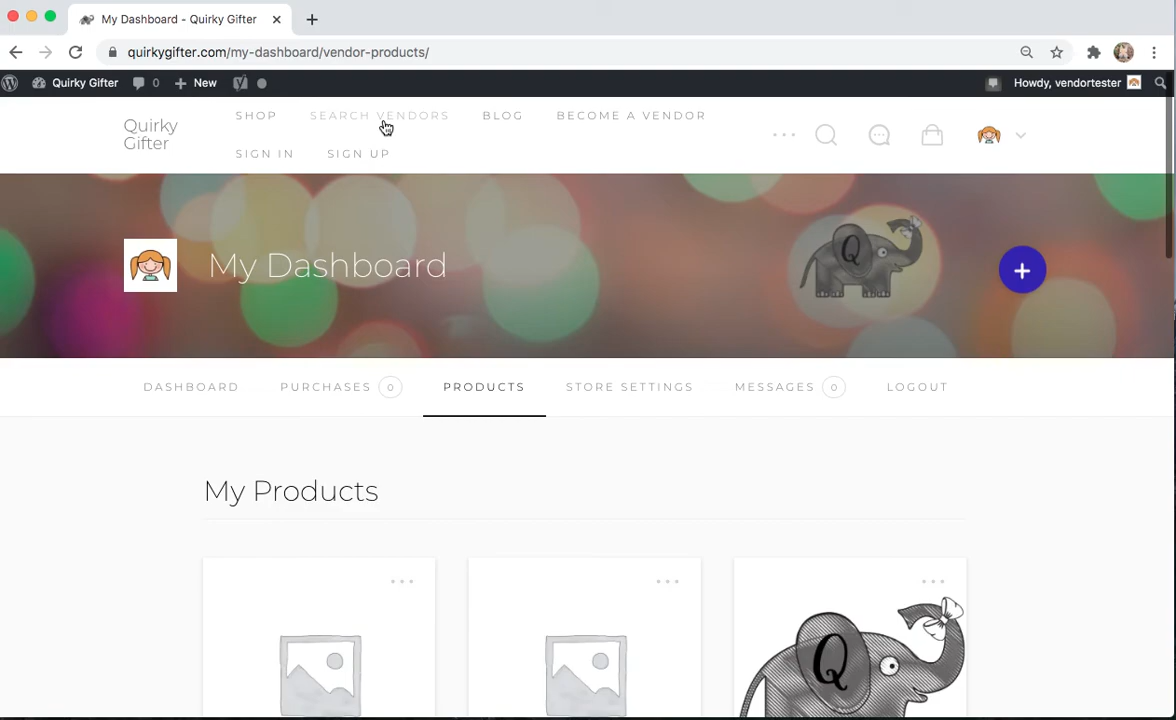 My Dashboard - Quirky Gifter
quirkygifter.com/my-dashboard/vendor-products/
Quirky Gifter 0 New Howdy, vendortester
Quirky Gifter
SHOP SEARCH VENDORS BLOG BECOME A VENDOR
SIGN IN SIGN UP
My Dashboard
Q
DASHBOARD PURCHASES 0 PRODUCTS STORE SETTINGS MESSAGES 0 LOGOUT
My Products
Q